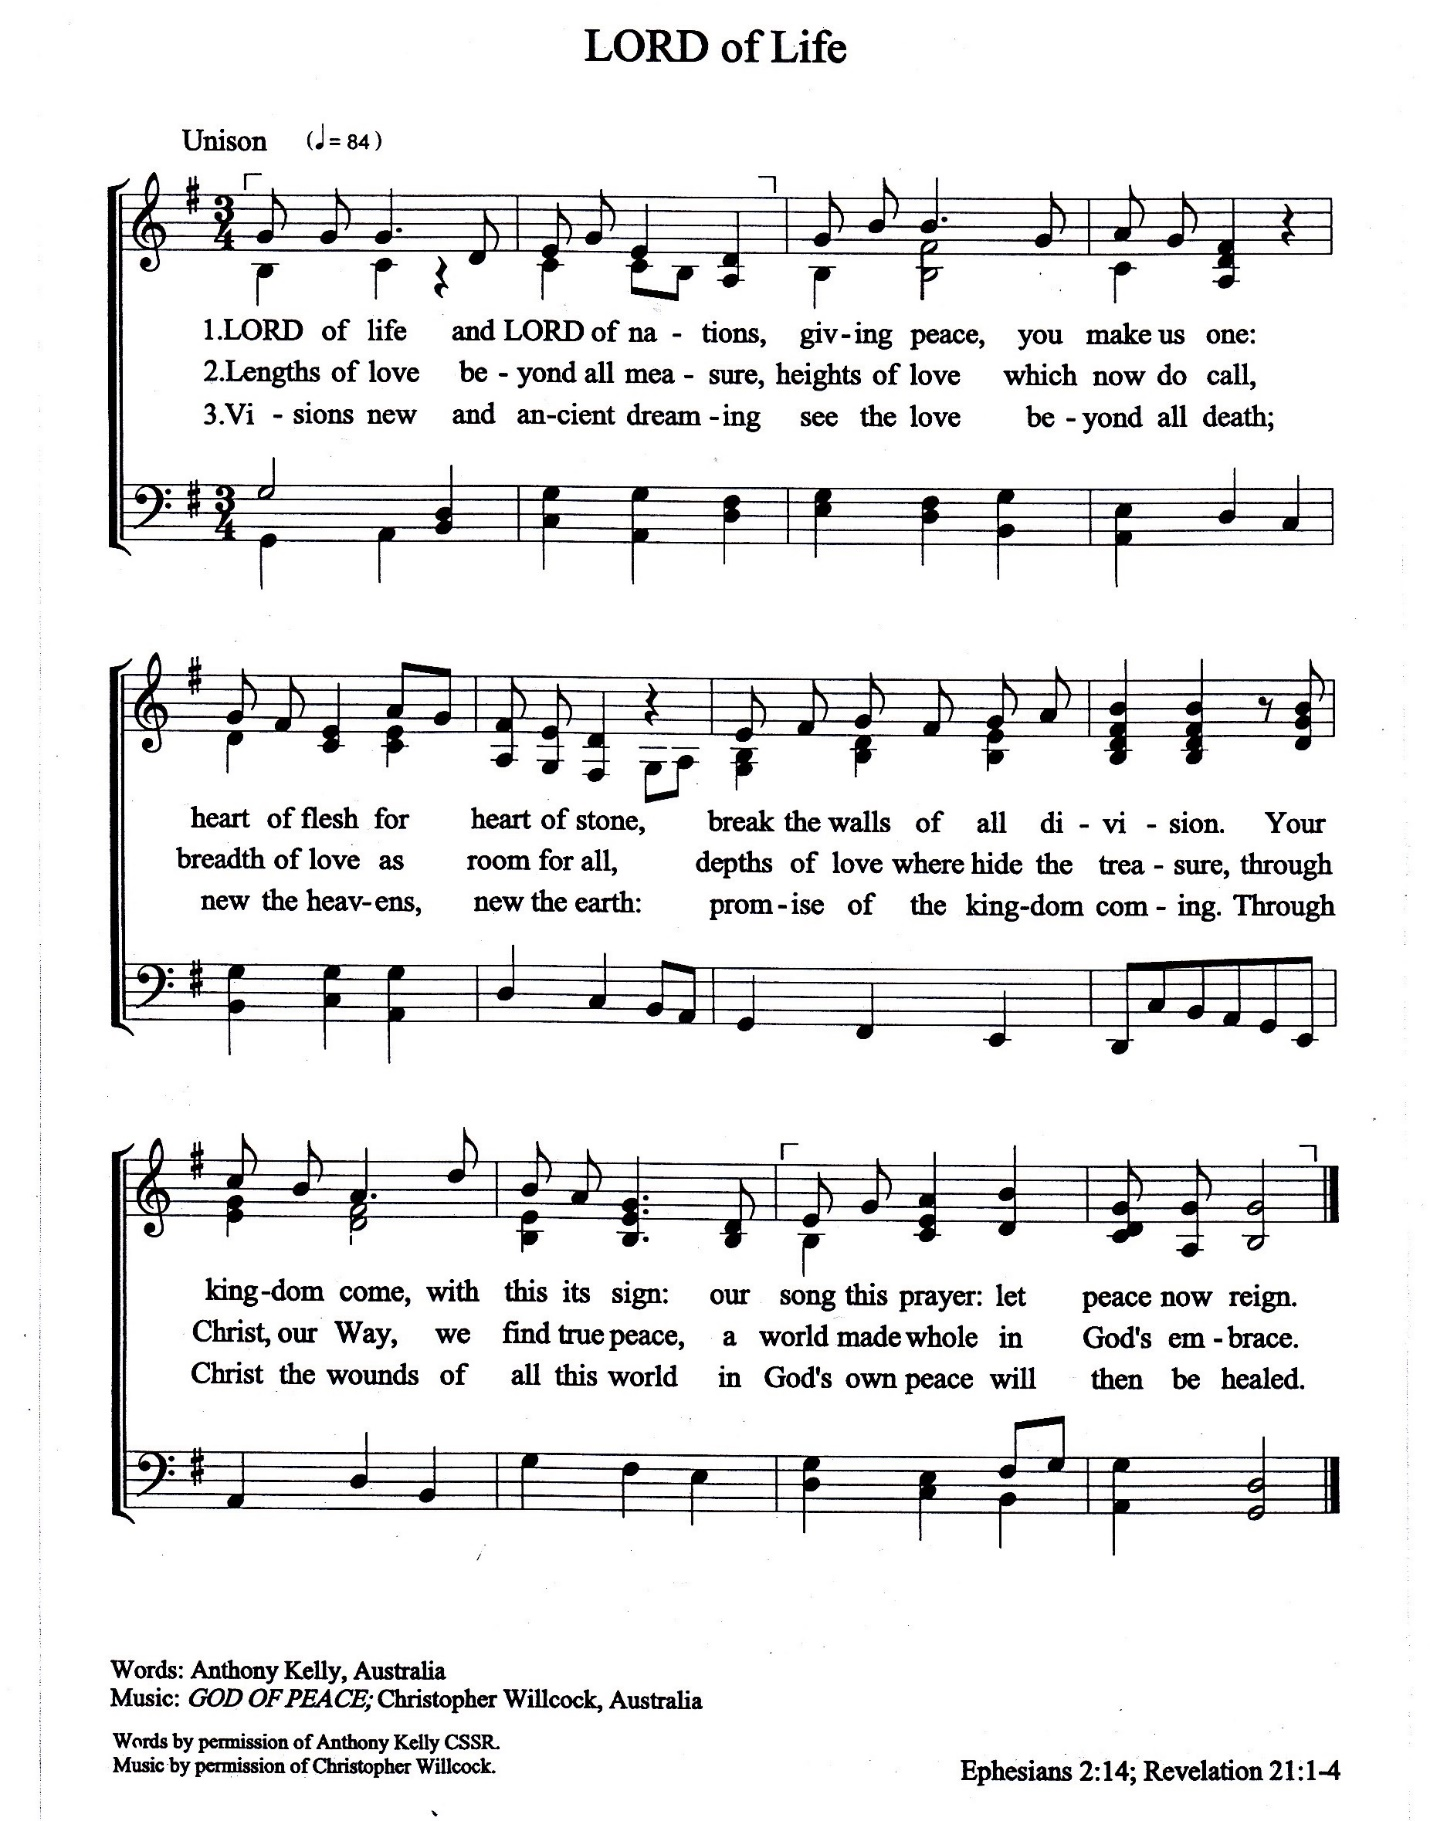 LORD of Life
Unison (♩= 84)
1.LORD of life and LORD of na - tions, giv-ing peace, you make us one:
2.Lengths of love be - yond all mea - sure, heights of love which now do call,
3.Vi - sions new and an-cient dream -ing see the love be - yond all death;
heart of flesh for heart of stone, break the walls of all di - vi - sion. Your
breadth of love as room for all, depths of love where hide the trea - sure, through
new the heav-ens, new the earth: prom-ise of the king-dom com - ing. Through
king-dom come, with this its sign: our song this prayer: let peace now reign.
Christ, our Way, we find true peace, a world made whole in God's em - brace.
Christ the wounds of all this world in God's own peace will then be healed.
Words: Anthony Kelly, Australia
Music: GOD OF PEACE; Christopher Willcock, Australia
Words by permission of Anthony Kelly CSSR.
Music by permission of Christopher Willcock.
Ephesians 2:14; Revelation 21:1-4